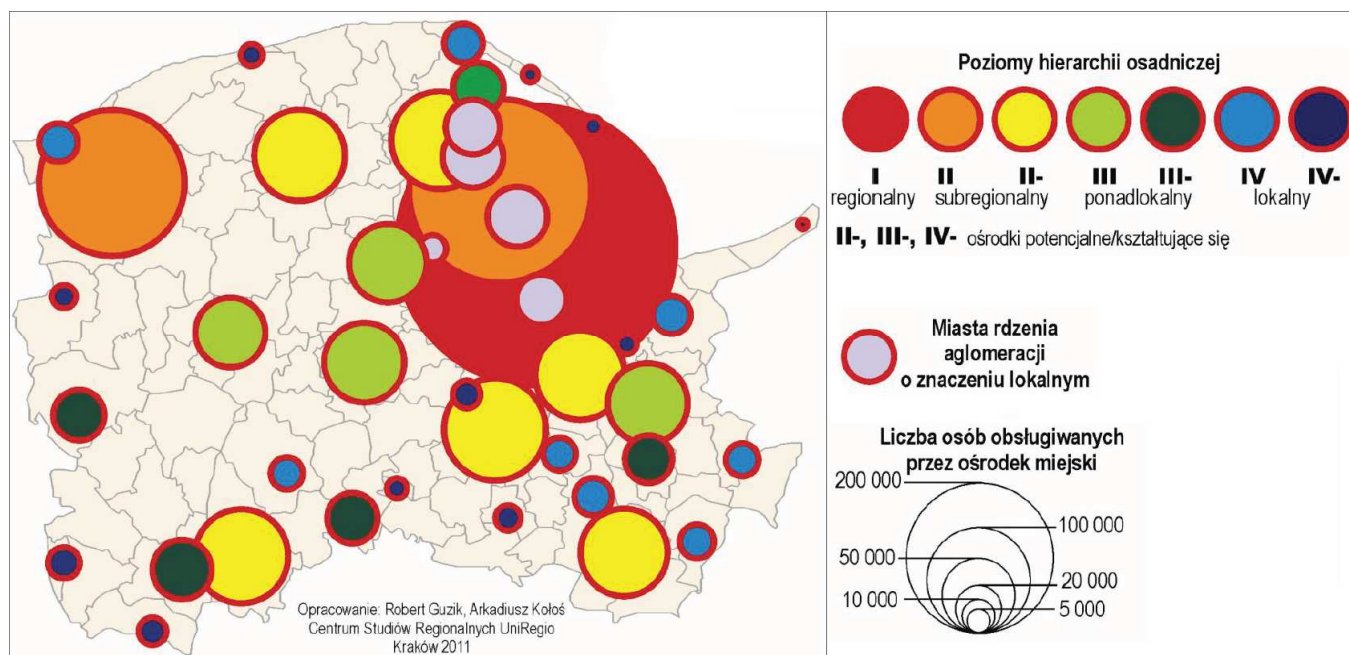 Opracowanie: Robert Guzik, Arkadiusz Kołoś
Centrum Studiów Regionalnych UniRegio
Kraków 2011
Poziomy hierarchii osadniczej
I II II- III III- IV IV-
regionalny subregionalny ponadlokalny lokalny
II-, III-, IV- ośrodki potencjalne/kształtujące się
Miasta rdzenia
aglomeracji
o znaczeniu lokalnym
Liczba osób obsługiwanych
przez ośrodek miejski
200 000
100 000
50 000
20 000
10 000
5 000